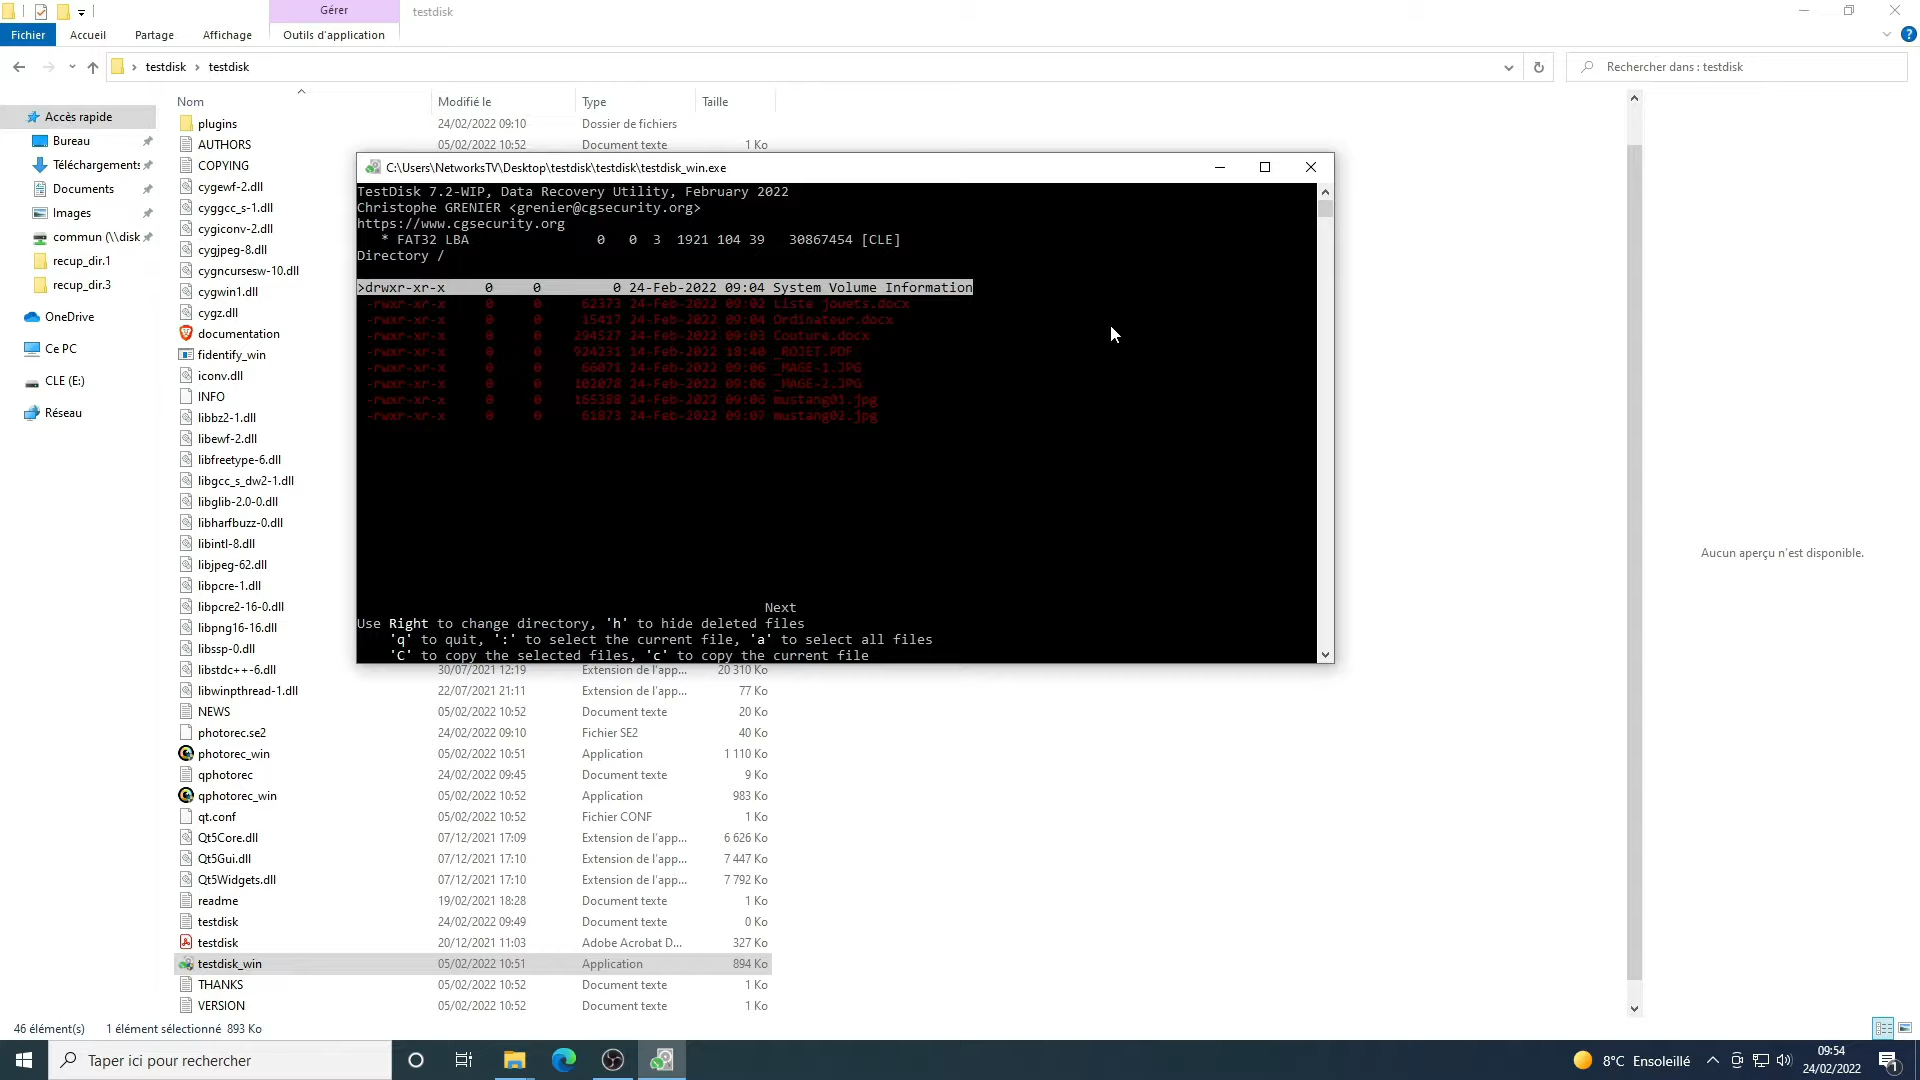 Gérer
testdisk
Fichier
Accueil
Partage
Affichage
Outils d'application
testdisk
testdisk
Rechercher dans : testdisk
Nom
Modifié le
Type
Taille
Accès rapide
Bureau
Téléchargements
Documents
Images
commun (\\disk
recup_dir.1
recup_dir.3
OneDrive
Ce PC
CLE (E:)
Réseau
plugins 24/02/2022 09:10 Dossier de fichiers
AUTHORS 05/02/2022 10:52 Document texte 1 Ko
COPYING
cygewf-2.dll
cyggcc_s-1.dll
cygiconv-2.dll
cygjpeg-8.dll
cygncursesw-10.dll
cygwin1.dll
cygz.dll
documentation
fidentify_win
iconv.dll
INFO
libbz2-1.dll
libewf-2.dll
libfreetype-6.dll
libgcc_s_dw2-1.dll
libglib-2.0-0.dll
libharfbuzz-0.dll
libintl-8.dll
libjpeg-62.dll
libpcre-1.dll
libpcre2-16-0.dll
libpng16-16.dll
libssp-0.dll
libstdc++-6.dll 30/07/2021 12:19 Extension de l'app... 20 310 Ko
libwinpthread-1.dll 22/07/2021 21:11 Extension de l'app... 77 Ko
NEWS 05/02/2022 10:52 Document texte 20 Ko
photorec.se2 24/02/2022 09:10 Fichier SE2 40 Ko
photorec_win 05/02/2022 10:51 Application 1 110 Ko
qphotorec 24/02/2022 09:45 Document texte 9 Ko
qphotorec_win 05/02/2022 10:52 Application 983 Ko
qt.conf 05/02/2022 10:52 Fichier CONF 1 Ko
Qt5Core.dll 07/12/2021 17:09 Extension de l'app... 6 626 Ko
Qt5Gui.dll 07/12/2021 17:10 Extension de l'app... 7 447 Ko
Qt5Widgets.dll 07/12/2021 17:10 Extension de l'app... 7 792 Ko
readme 19/02/2021 18:28 Document texte 1 Ko
testdisk 24/02/2022 09:49 Document texte 0 Ko
testdisk 20/12/2021 11:03 Adobe Acrobat D... 327 Ko
testdisk_win 05/02/2022 10:51 Application 894 Ko
THANKS 05/02/2022 10:52 Document texte 1 Ko
VERSION 05/02/2022 10:52 Document texte 1 Ko
C:\Users\NetworksTV\Desktop\testdisk\testdisk\testdisk_win.exe
TestDisk 7.2-WIP, Data Recovery Utility, February 2022
Christophe GRENIER <grenier@cgsecurity.org>
https://www.cgsecurity.org
* FAT32 LBA 0 0 3 1921 104 39 30867454 [CLE]
Directory /
>drwxr-xr-x 0 0 0 24-Feb-2022 09:04 System Volume Information
-rwxr-xr-x 0 0 62373 24-Feb-2022 09:02 Liste jouets.docx
-rwxr-xr-x 0 0 15417 24-Feb-2022 09:04 Ordinateur.docx
-rwxr-xr-x 0 0 294527 24-Feb-2022 09:03 Couture.docx
-rwxr-xr-x 0 0 924231 14-Feb-2022 18:40 _ROJET.PDF
-rwxr-xr-x 0 0 66071 24-Feb-2022 09:06 _MAGE-1.JPG
-rwxr-xr-x 0 0 102078 24-Feb-2022 09:06 _MAGE-2.JPG
-rwxr-xr-x 0 0 165388 24-Feb-2022 09:06 mustang01.jpg
-rwxr-xr-x 0 0 61873 24-Feb-2022 09:07 mustang02.jpg
Next
Use Right to change directory, 'h' to hide deleted files
'q' to quit, ':' to select the current file, 'a' to select all files
'C' to copy the selected files, 'c' to copy the current file
Aucun aperçu n'est disponible.
46 élément(s) 1 élément sélectionné 893 Ko
Taper ici pour rechercher
8°C Ensoleillé
09:54
24/02/2022
1